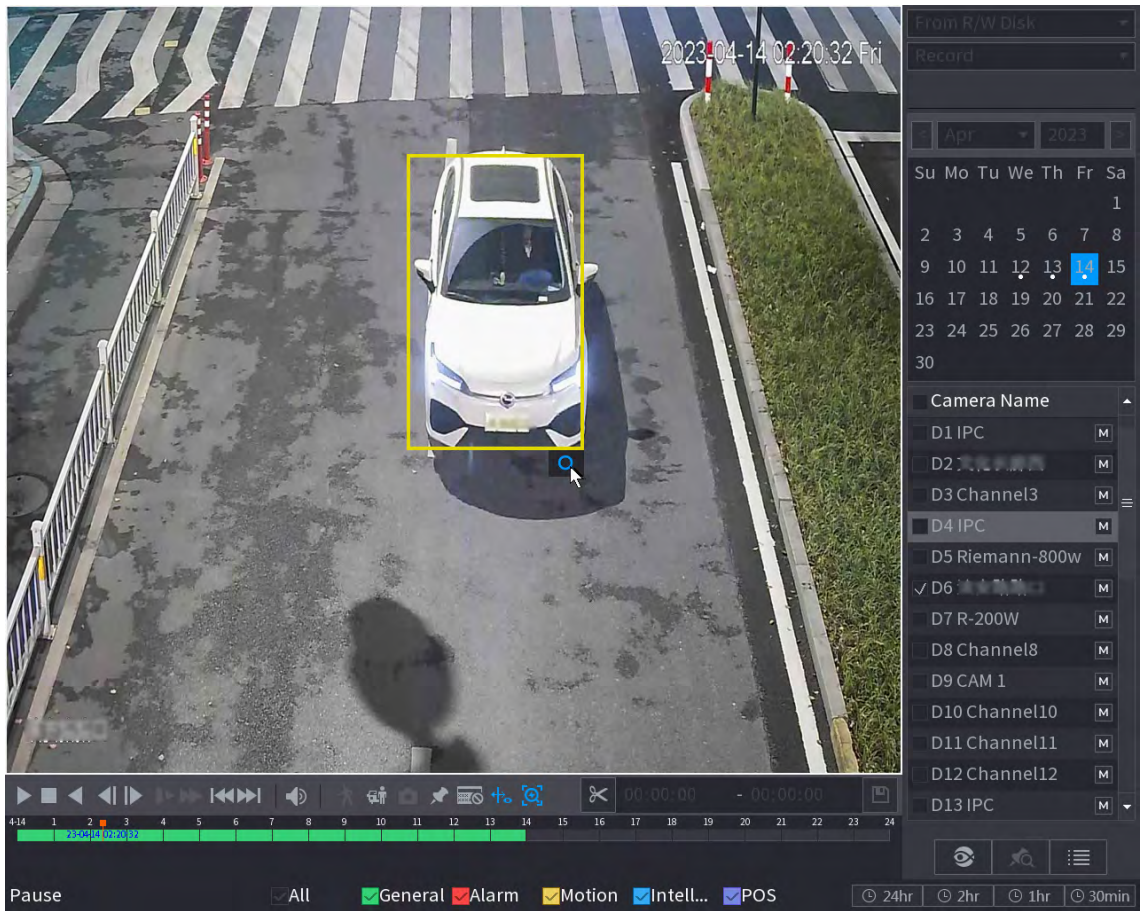 2023-04-14 02:20:32 Fri
From R/W Disk
Record
< Apr 2023 >
Su Mo Tu We Th Fr Sa
1
2 3 4 5 6 7 8
9 10 11 12 13 14 15
16 17 18 19 20 21 22
23 24 25 26 27 28 29
30
Camera Name
D1 IPC M
D2 M
D3 Channel3 M
D4 IPC M
D5 Riemann-800w M
D6 M
D7 R-200W M
D8 Channel8 M
D9 CAM 1 M
D10 Channel10 M
D11 Channel11 M
D12 Channel12 M
D13 IPC M
00:00:00 - 00:00:00
4-14 1 2 3 4 5 6 7 8 9 10 11 12 13 14 15 16 17 18 19 20 21 22 23 24
23-04-14 02:20:32
Pause
All General Alarm Motion Intell... POS
24hr 2hr 1hr 30min